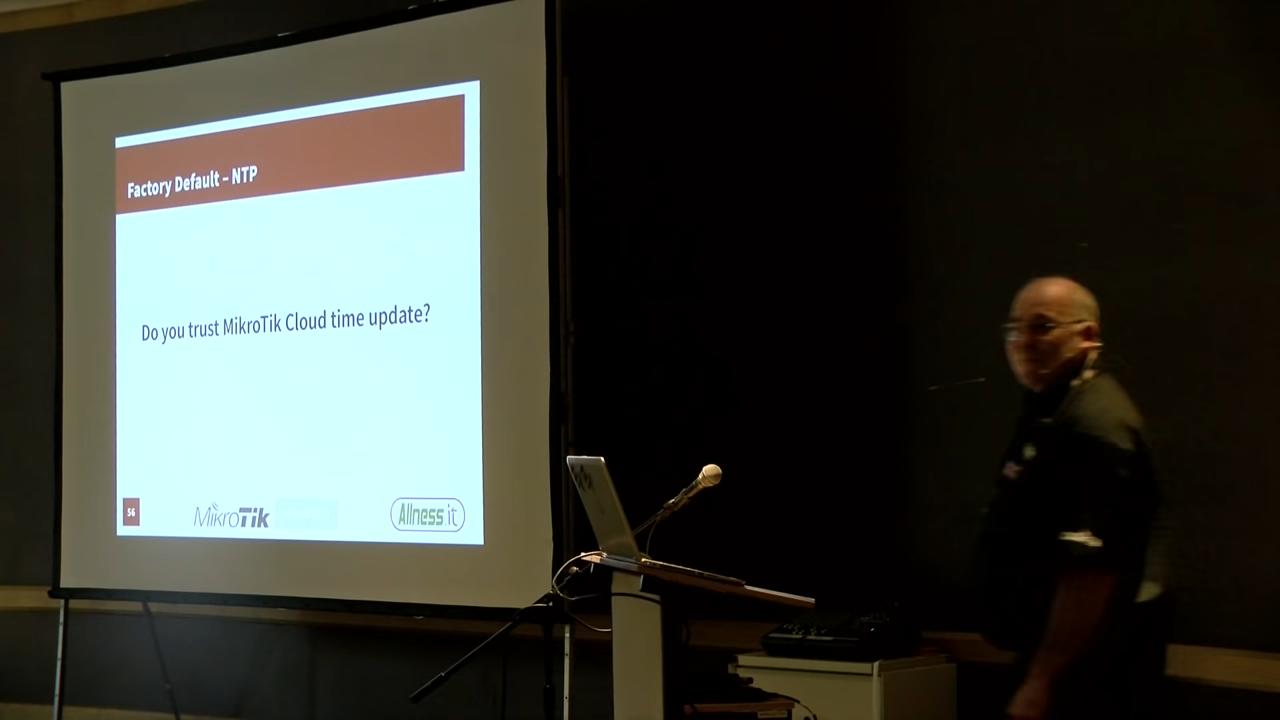 Factory Default – NTP
Do you trust MikroTik Cloud time update?
56
MikroTik
Allness.it